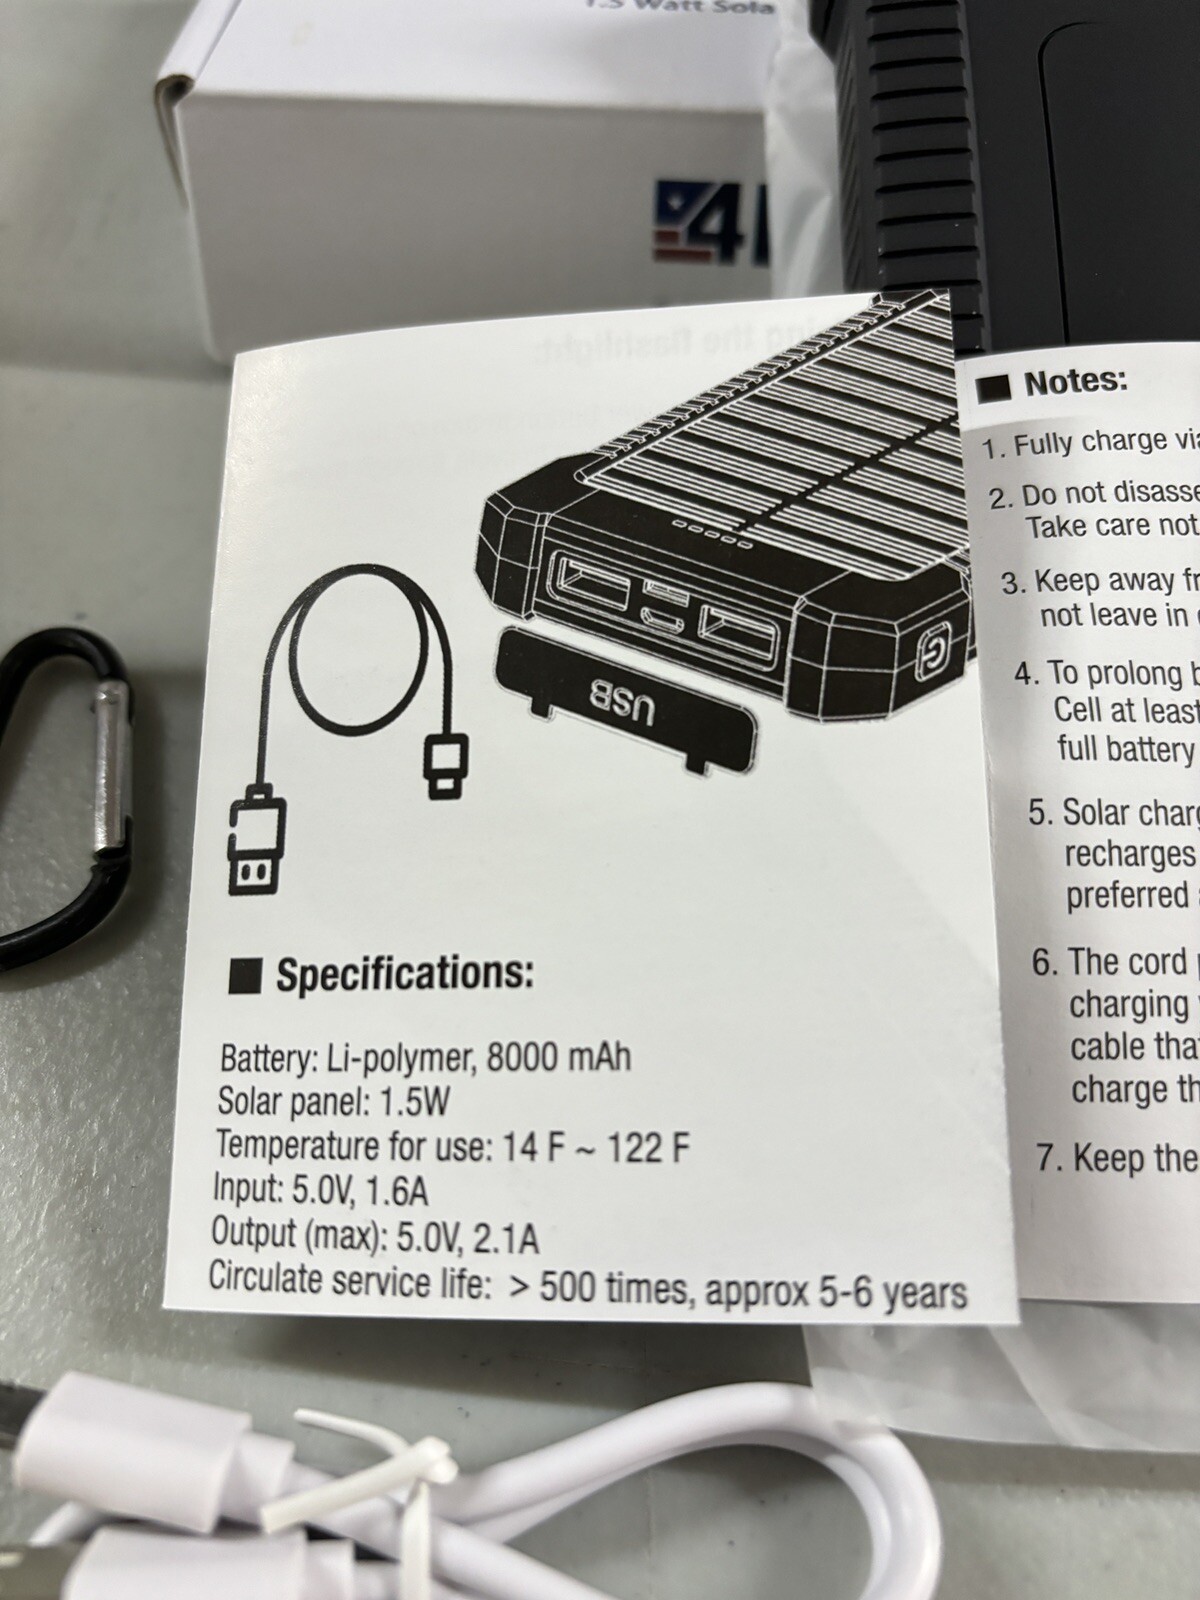 1.5 Watt Sola
4
USB
Specifications:
Battery: Li-polymer, 8000 mAh
Solar panel: 1.5W
Temperature for use: 14 F ~ 122 F
Input: 5.0V, 1.6A
Output (max): 5.0V, 2.1A
Circulate service life: > 500 times, approx 5-6 years
Notes:
1. Fully charge via
2. Do not disasse
Take care not
3. Keep away fr
not leave in
4. To prolong b
Cell at least
full battery
5. Solar charg
recharges
preferred
6. The cord
charging
cable that
charge th
7. Keep the